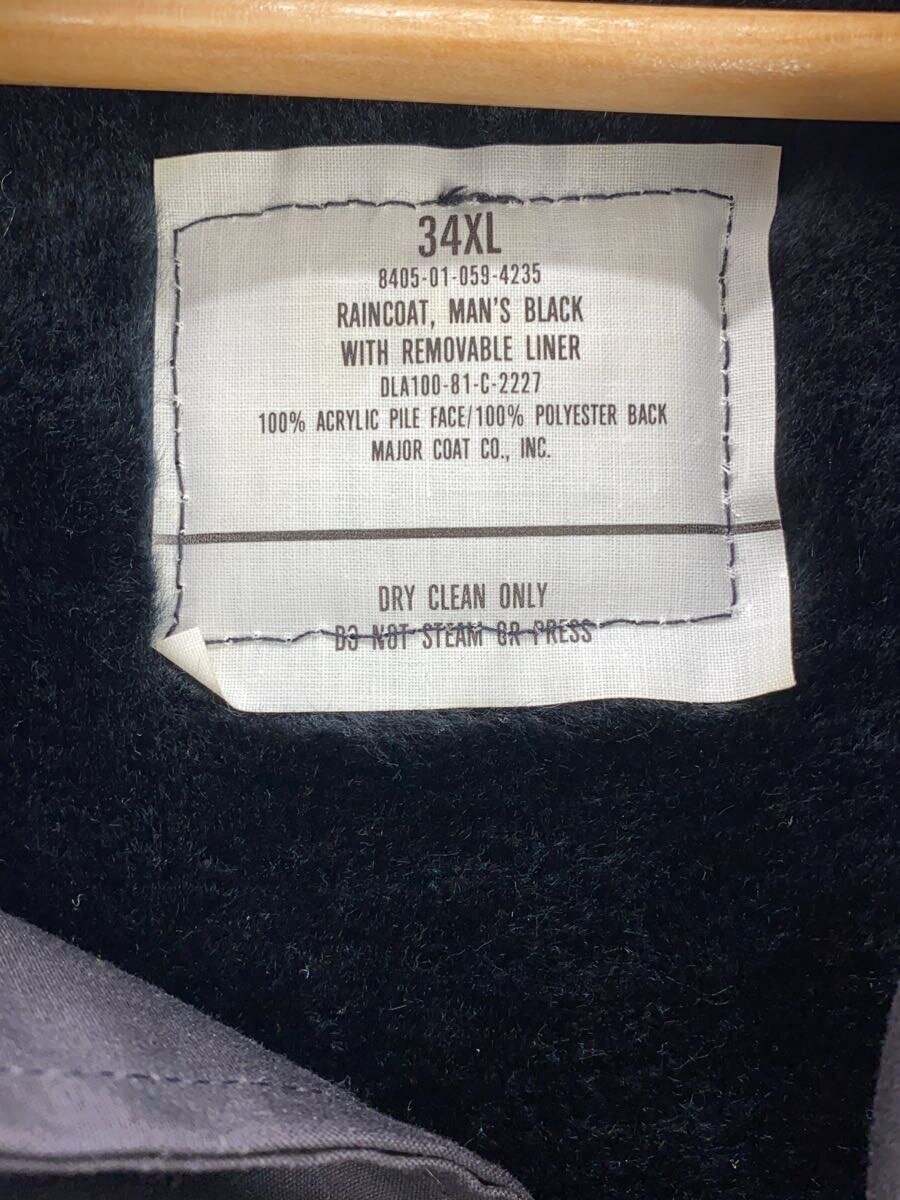 34XL
8405-01-059-4235
RAINCOAT, MAN'S BLACK
WITH REMOVABLE LINER
DLA100-81-C-2227
100% ACRYLIC PILE FACE/100% POLYESTER BACK
MAJOR COAT CO., INC.
DRY CLEAN ONLY
DO NOT STEAM OR PRESS